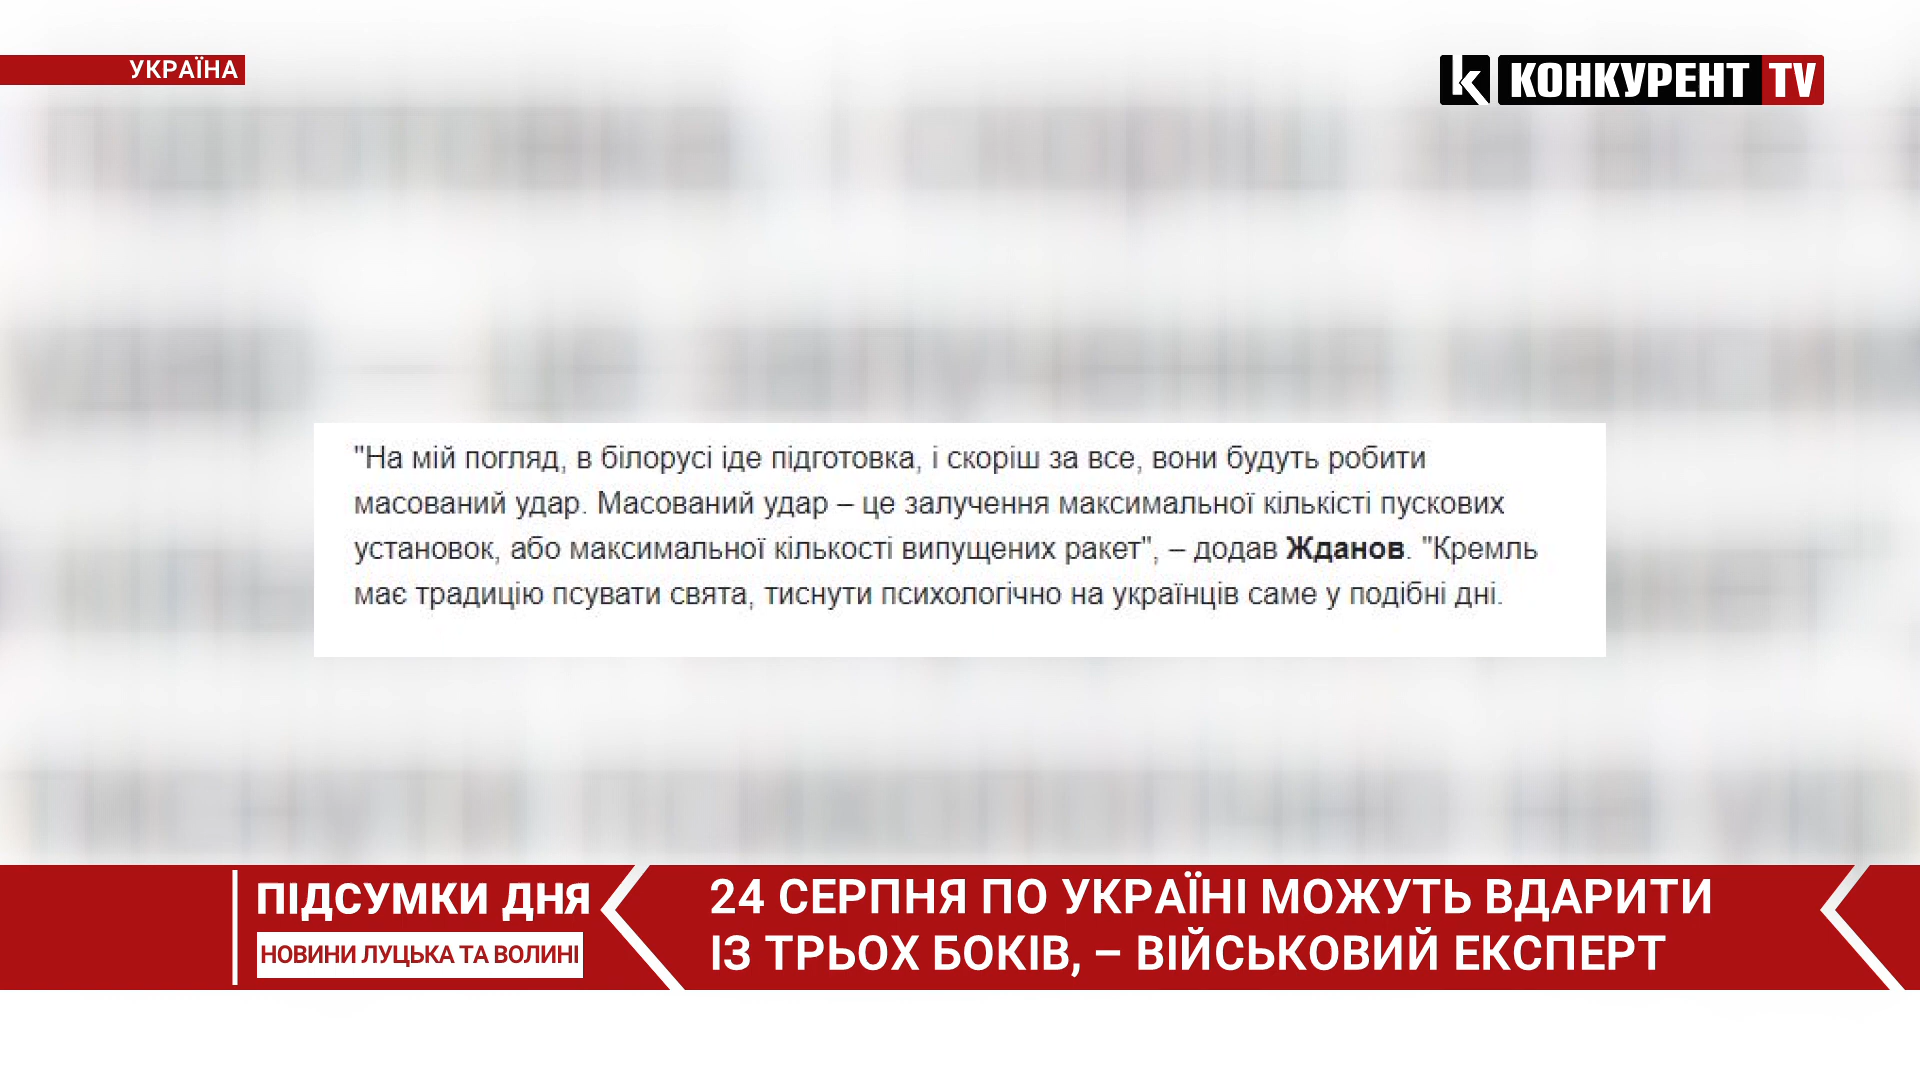 УКРАЇНА
К КОНКУРЕНТ TV
"На мій погляд, в білорусі іде підготовка, і скоріш за все, вони будуть робити
масований удар. Масований удар – це залучення максимальної кількісті пускових
установок, або максимальної кількості випущених ракет", – додав Жданов. "Кремль
має традицію псувати свята, тиснути психологічно на українців саме у подібні дні.
ПІДСУМКИ ДНЯ
НОВИНИ ЛУЦЬКА ТА ВОЛИНІ
24 СЕРПНЯ ПО УКРАЇНІ МОЖУТЬ ВДАРИТИ
ІЗ ТРЬОХ БОКІВ, – ВІЙСЬКОВИЙ ЕКСПЕРТ